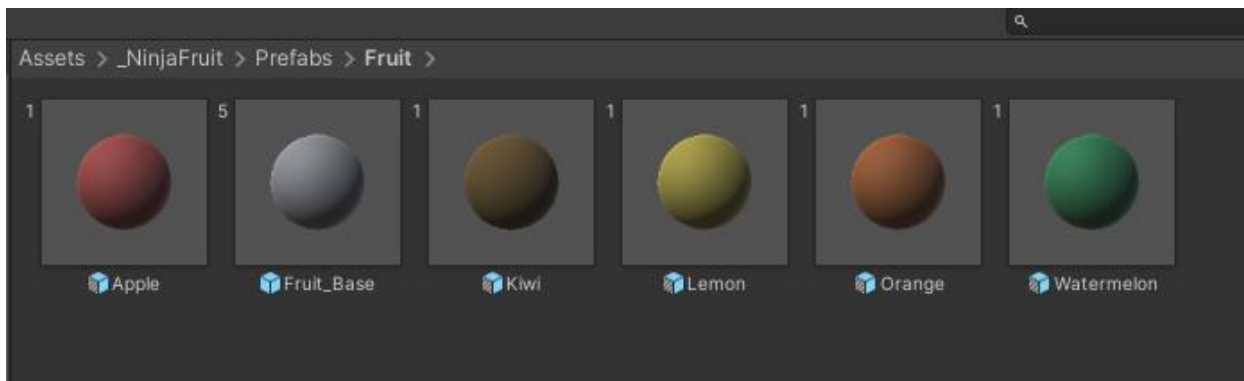 Assets > _NinjaFruit > Prefabs > Fruit >
1 5 1 1 1 1
Apple Fruit_Base Kiwi Lemon Orange Watermelon